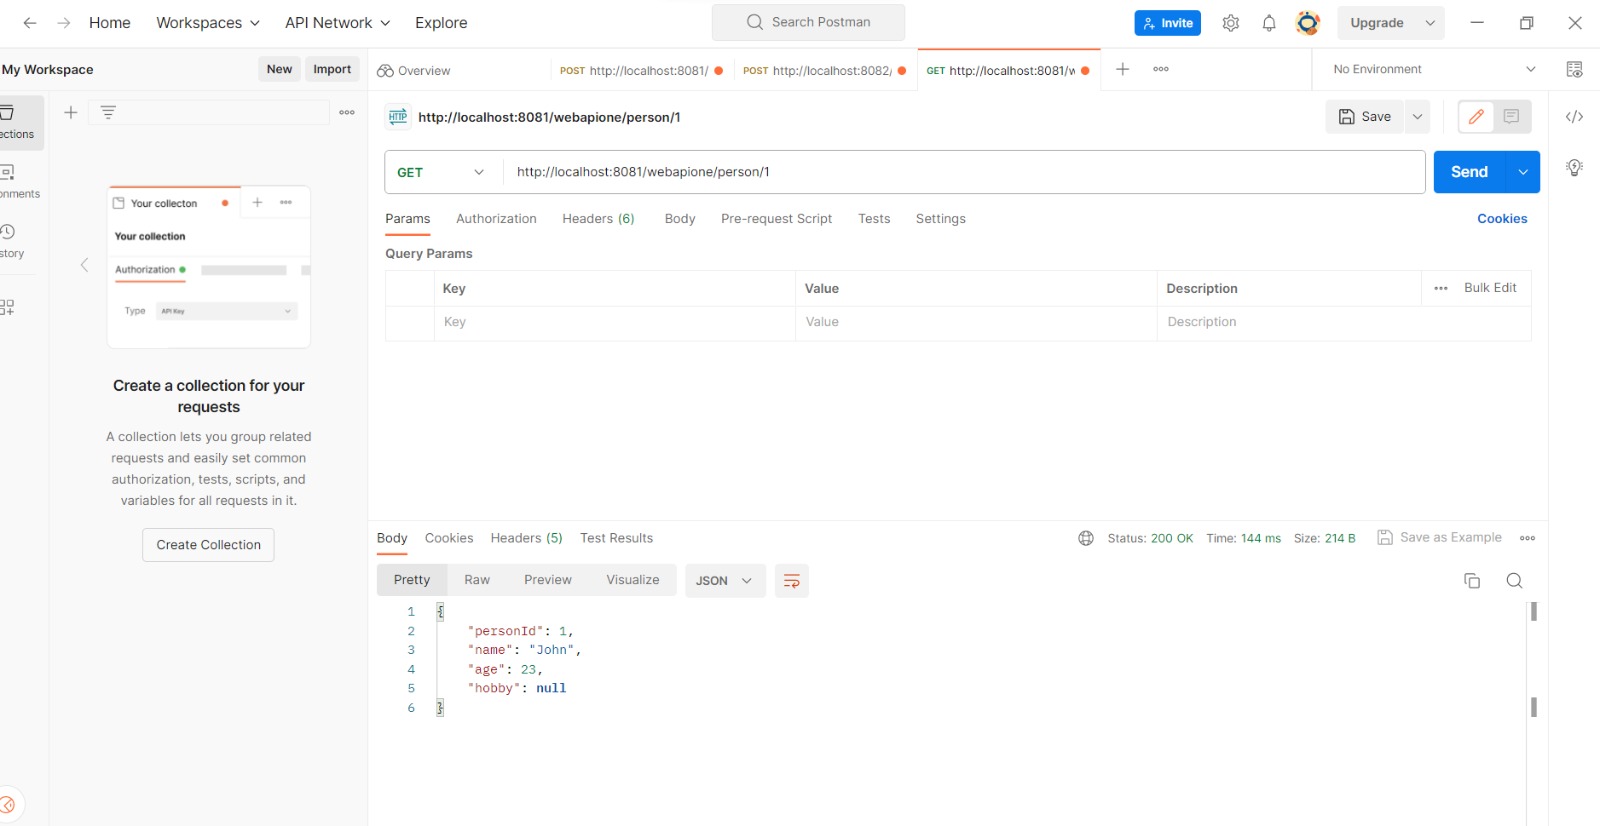 Home Workspaces API Network Explore Search Postman Invite Upgrade
My Workspace New Import
Overview POST http://localhost:8081/ POST http://localhost:8082/ GET http://localhost:8081/w No Environment
HTTP http://localhost:8081/webapione/person/1 Save
GET http://localhost:8081/webapione/person/1 Send
Params Authorization Headers (6) Body Pre-request Script Tests Settings Cookies
Query Params
Key Value Description Bulk Edit
Key Value Description
ections
onments
story
Your collecton
Your collection
Authorization
Type API Key
Create a collection for your
requests
A collection lets you group related
requests and easily set common
authorization, tests, scripts, and
variables for all requests in it.
Create Collection
Body Cookies Headers (5) Test Results Status: 200 OK Time: 144 ms Size: 214 B Save as Example
Pretty Raw Preview Visualize JSON
1 {
2 "personId": 1,
3 "name": "John",
4 "age": 23,
5 "hobby": null
6 }